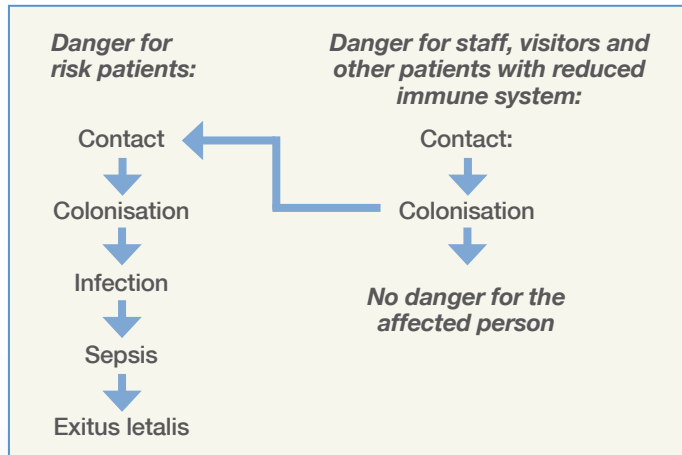 Danger for
risk patients:
Contact
Colonisation
Infection
Sepsis
Exitus letalis
Danger for staff, visitors and
other patients with reduced
immune system:
Contact:
Colonisation
No danger for the
affected person